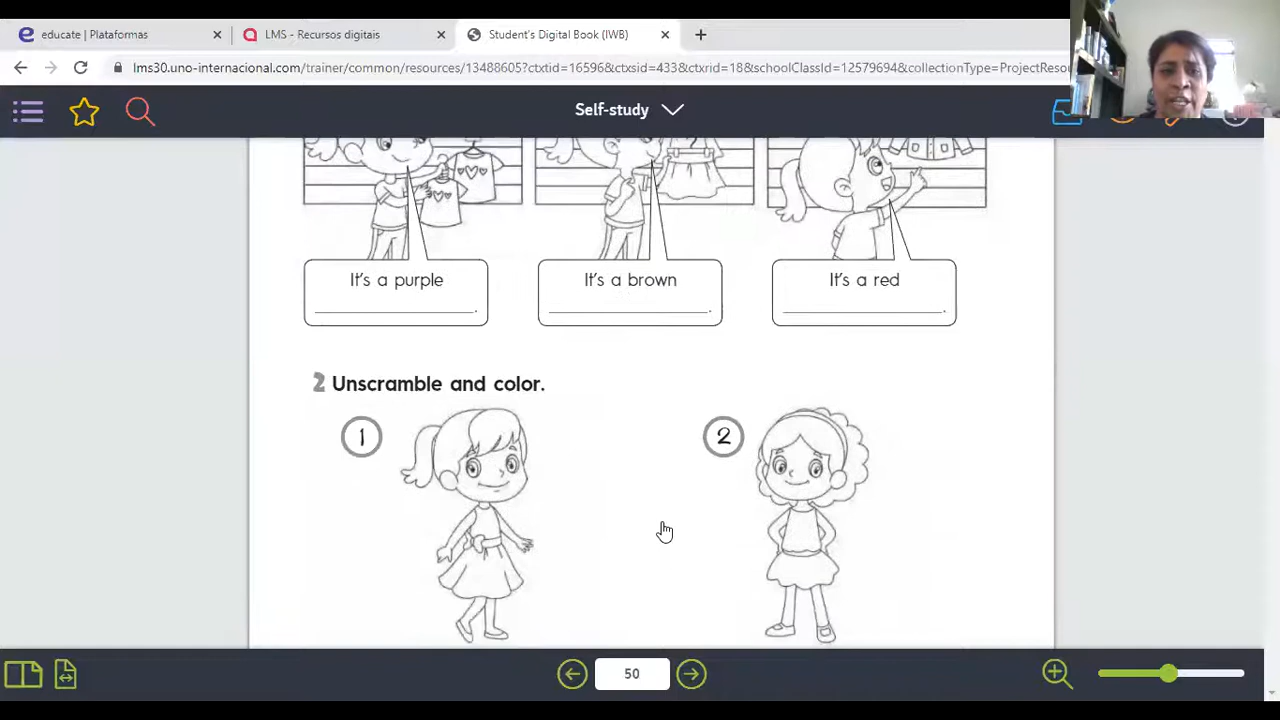 educate | Plataformas
LMS - Recursos digitais
Student's Digital Book (IWB)
lms30.uno-internacional.com/trainer/common/resources/13488605?ctxtid=16596&ctxsid=433&ctxrid=18&schoolClassId=12579694&collectionType=ProjectResou
Self-study
It's a purple
.
It's a brown
.
It's a red
.
2 Unscramble and color.
1
2
50